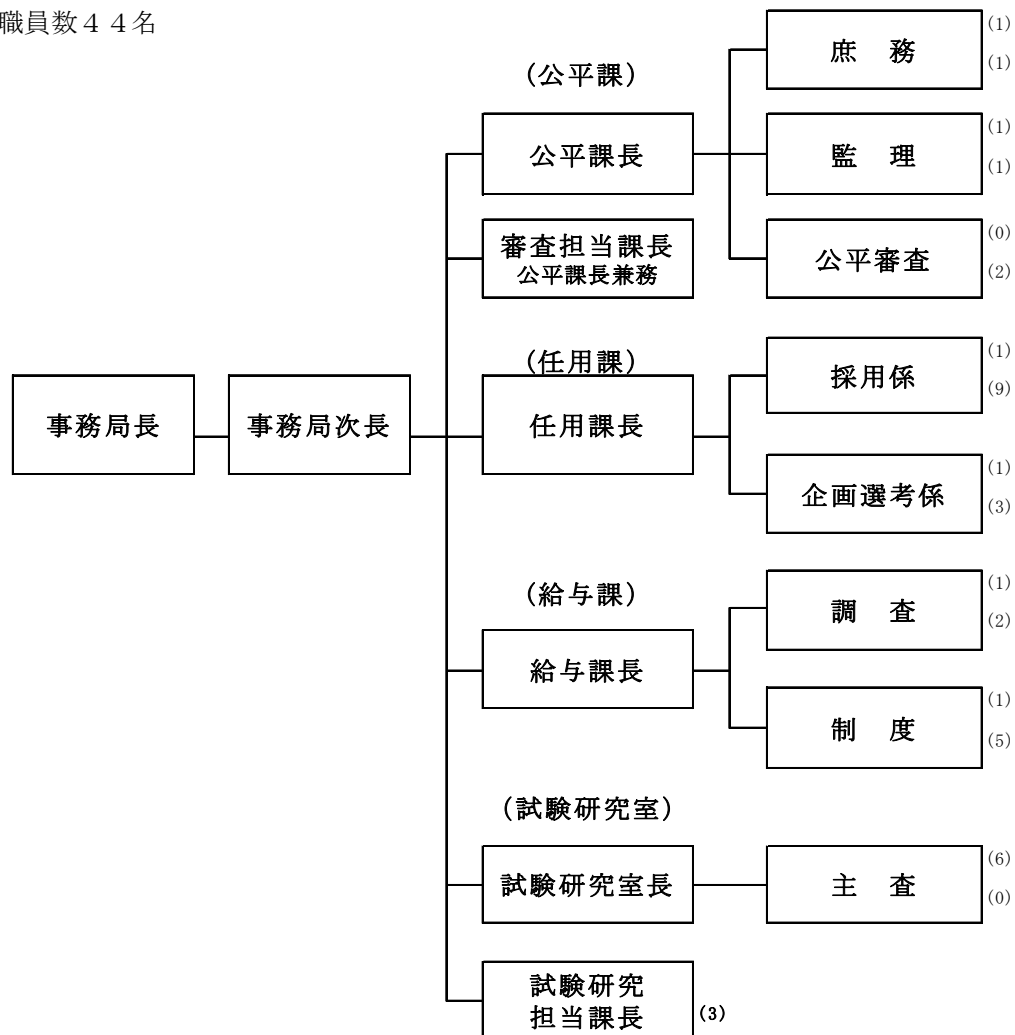 職員数４４名
(公平課)
公平課長
庶　務
(1)
(1)
監　理
(1)
(1)
審査担当課長
公平課長兼務
公平審査
(0)
(2)
事務局長
事務局次長
(任用課)
任用課長
採用係
(1)
(9)
企画選考係
(1)
(3)
(給与課)
給与課長
調　査
(1)
(2)
制　度
(1)
(5)
(試験研究室)
試験研究室長
主　査
(6)
(0)
試験研究
担当課長
(3)